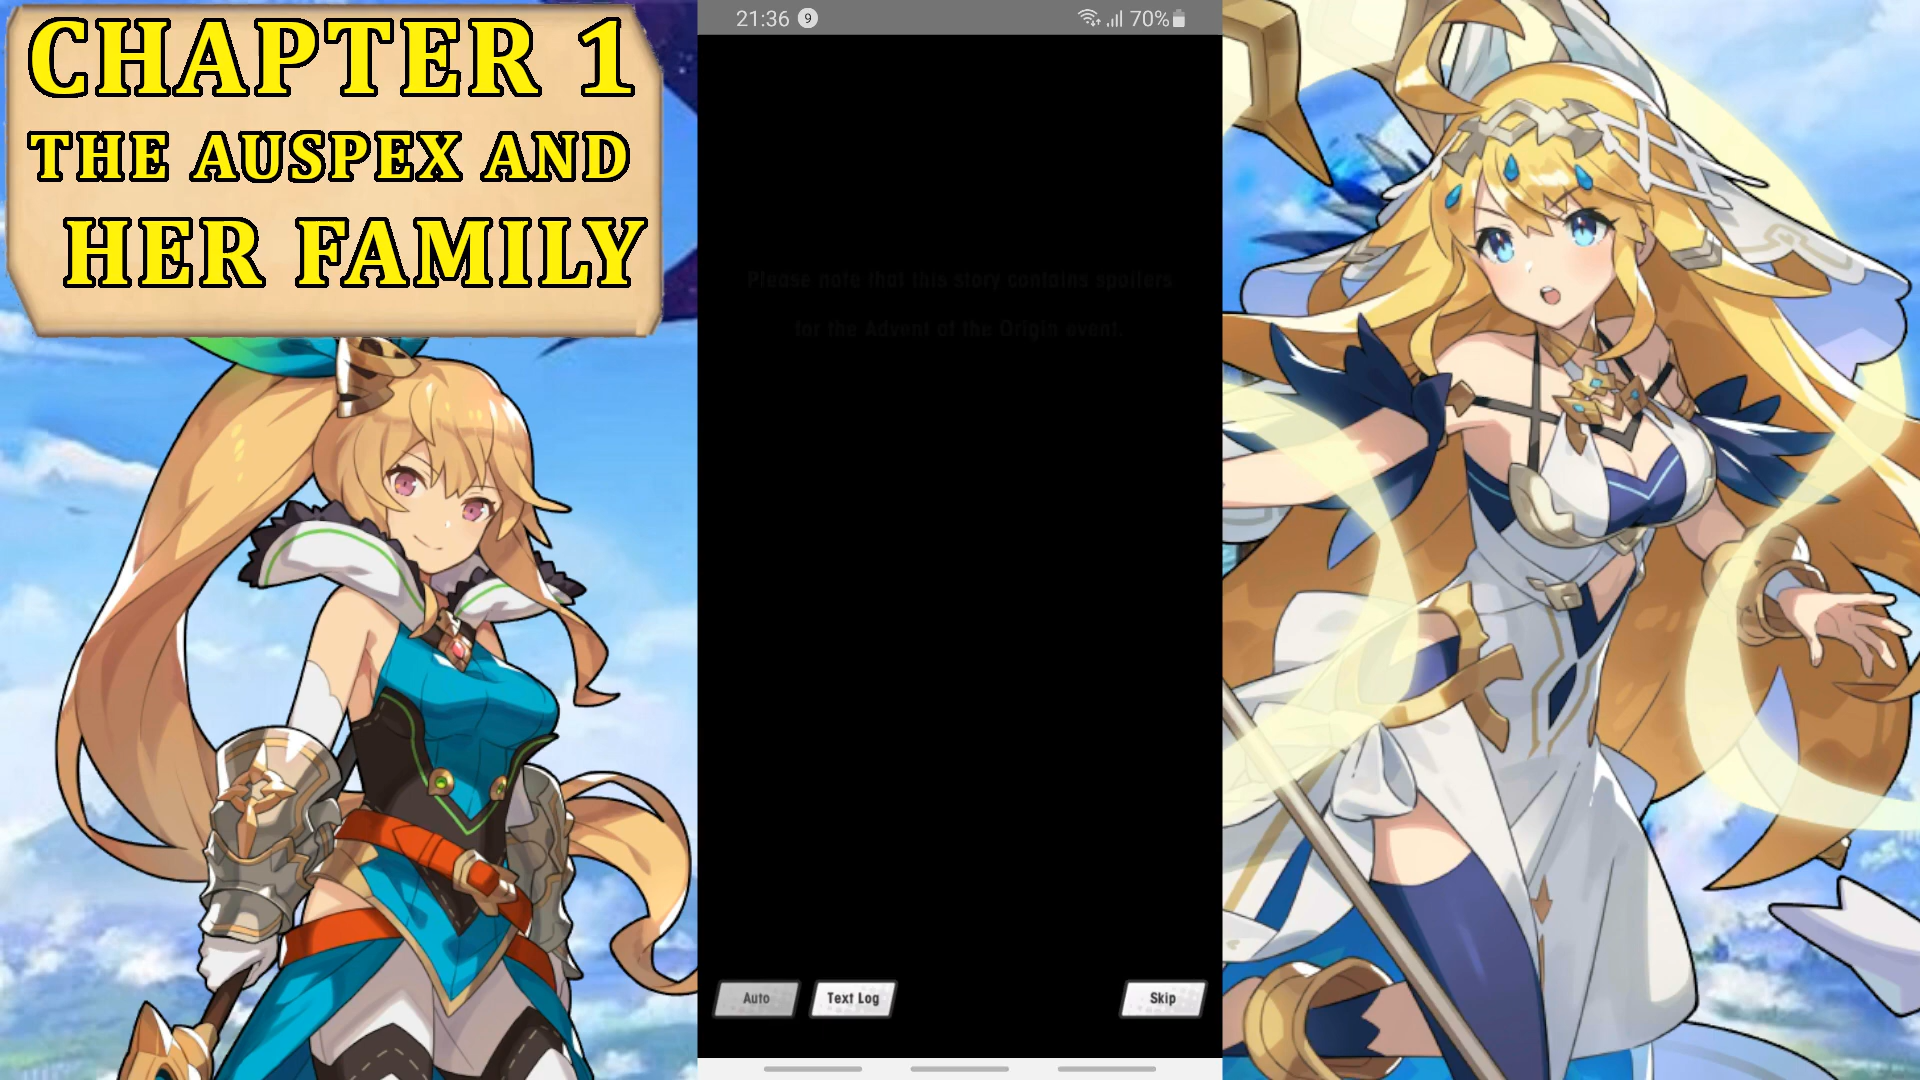 CHAPTER 1
THE AUSPEX AND
HER FAMILY
21:36 9
70%
Please note that this story contains spoilers
for the Advent of the Origin event.
Auto
Text Log
Skip